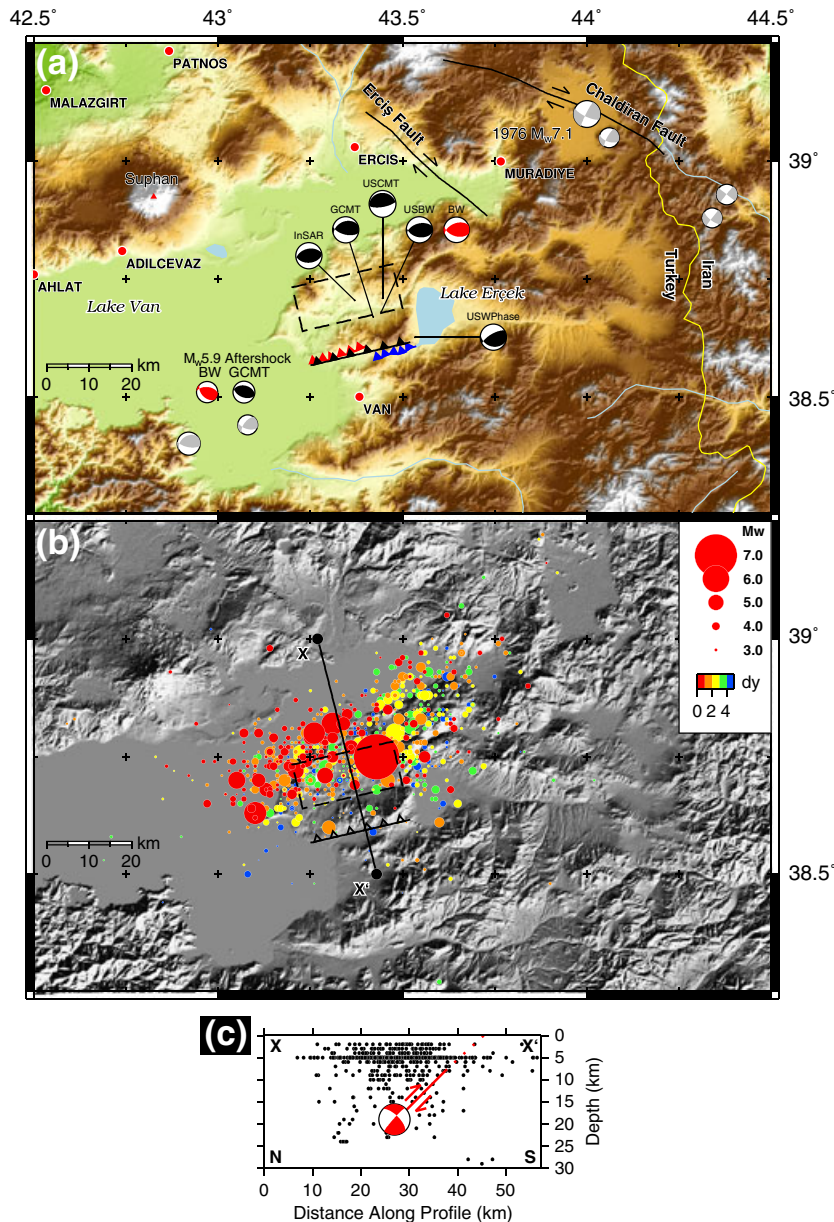 42.5˚ 43˚ 43.5˚ 44˚ 44.5˚
(a)
PATNOS
MALAZGIRT
Erciş Fault
Chaldiran Fault
1976 Mw7.1
39˚
ERCIS
MURADIYE
Suphan
USCMT
GCMT
USBW
BW
InSAR
ADILCEVAZ
AHLAT
Lake Van
Lake Erçek
Turkey
Iran
USWPhase
km
0 10 20
Mw5.9 Aftershock
BW GCMT
VAN
38.5˚
(b)
Mw
7.0
6.0
5.0
4.0
3.0
dy
0 2 4
X
39˚
km
0 10 20
X'
38.5˚
(c)
X X'
0
5
10
15
20
25
30
Depth (km)
N S
0 10 20 30 40 50
Distance Along Profile (km)